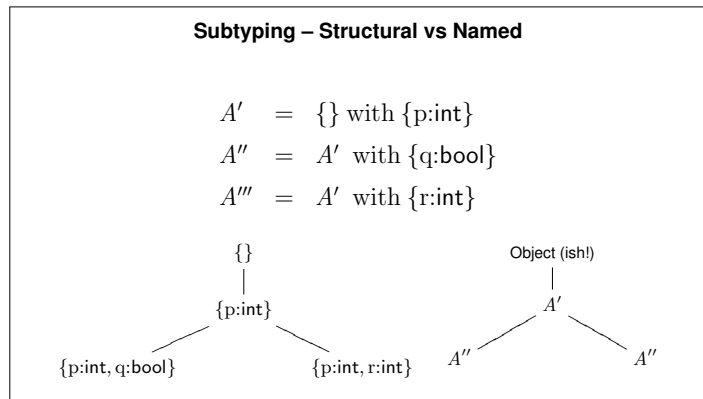 Subtyping – Structural vs Named
A′ = {} with {p:int}
A′′ = A′ with {q:bool}
A′′′ = A′ with {r:int}
{}
Object (ish!)
{p:int}
A′
{p:int, q:bool}
{p:int, r:int}
A′′
A′′